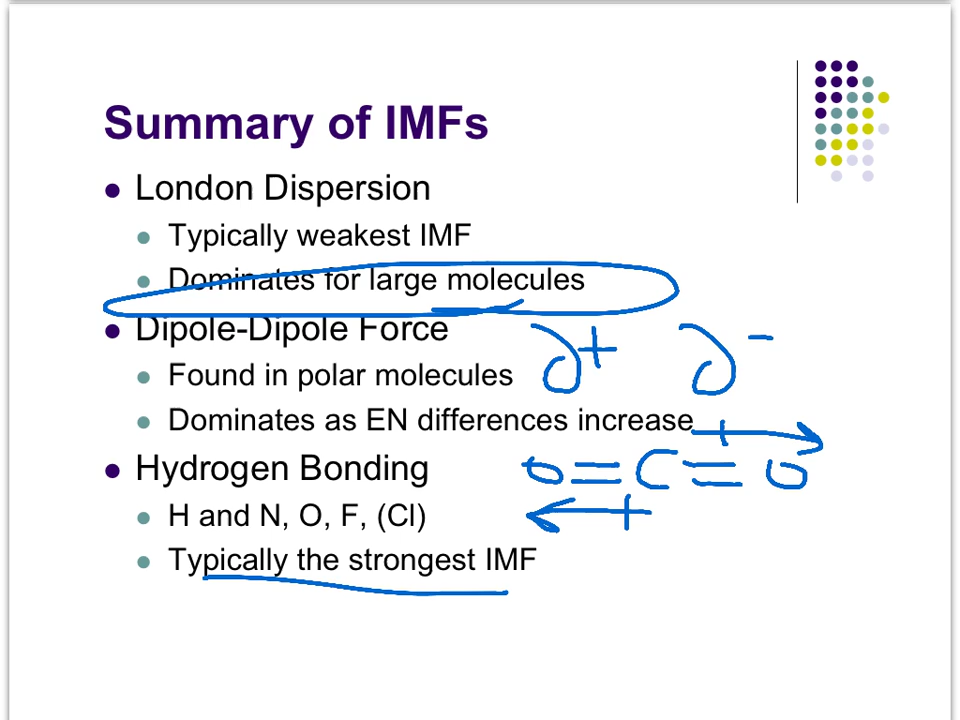 Summary of IMFs
London Dispersion
Typically weakest IMF
Dominates for large molecules
Dipole-Dipole Force
∂+ ∂−
Found in polar molecules
Dominates as EN differences increase
Hydrogen Bonding
O=C=O
H and N, O, F, (Cl)
Typically the strongest IMF